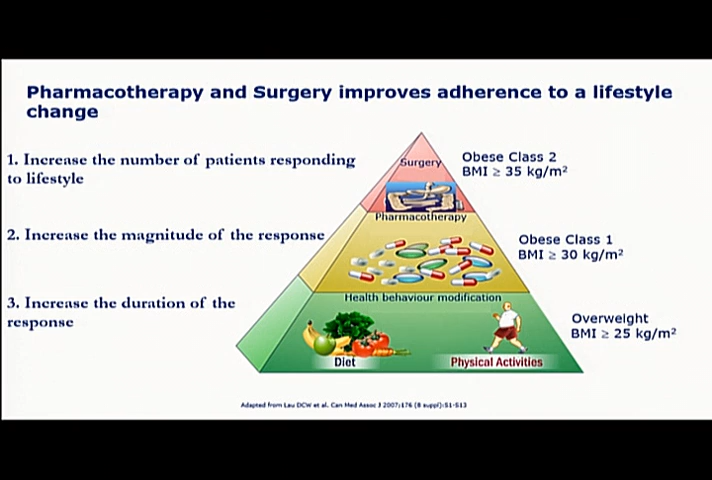 Pharmacotherapy and Surgery improves adherence to a lifestyle
change
1. Increase the number of patients responding
to lifestyle
2. Increase the magnitude of the response
3. Increase the duration of the
response
Surgery
Pharmacotherapy
Health behaviour modification
Diet
Physical Activities
Obese Class 2
BMI ≥ 35 kg/m²
Obese Class 1
BMI ≥ 30 kg/m²
Overweight
BMI ≥ 25 kg/m²
Adapted from Lau DCW et al. Can Med Assoc J 2007;176 (8 suppl):S1-S13